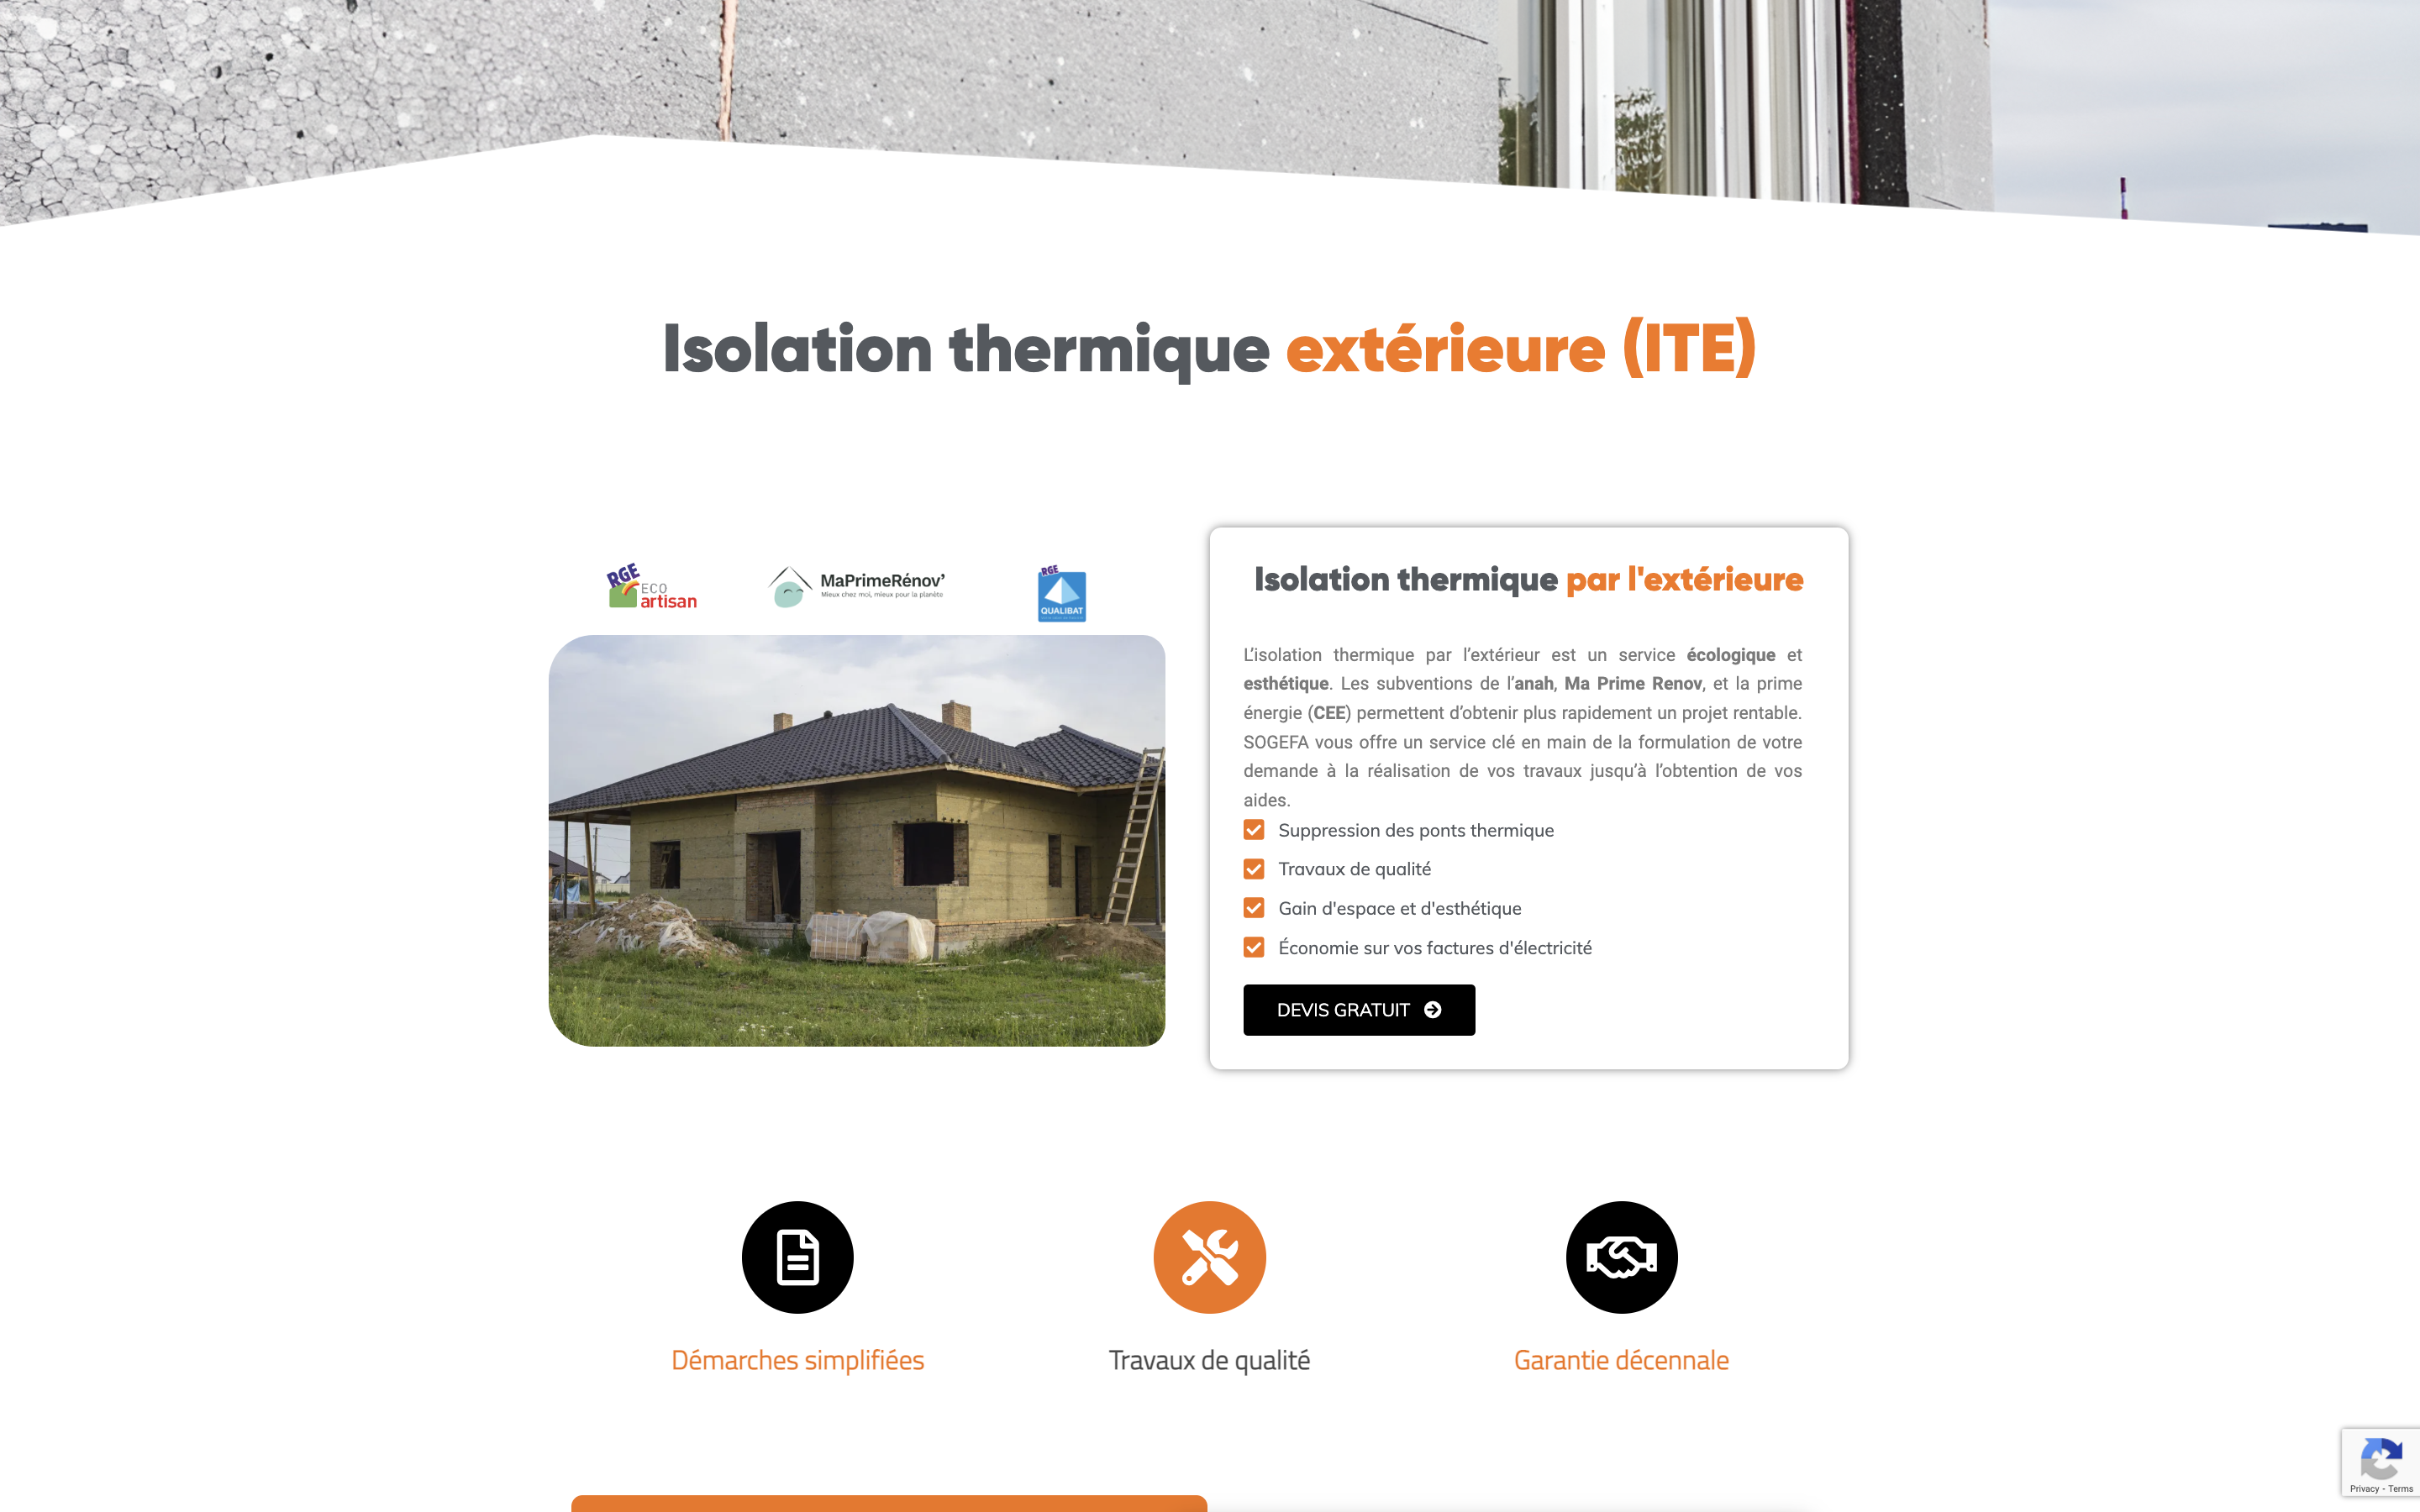 Isolation thermique extérieure (ITE)
RGE
ECO
artisan
MaPrimeRénov’
Mieux chez moi, mieux pour la planète
RGE
QUALIBAT
Isolation thermique par l'extérieure
L’isolation thermique par l’extérieur est un service écologique et
esthétique. Les subventions de l’anah, Ma Prime Renov, et la prime
énergie (CEE) permettent d’obtenir plus rapidement un projet rentable.
SOGEFA vous offre un service clé en main de la formulation de votre
demande à la réalisation de vos travaux jusqu’à l’obtention de vos
aides.
Suppression des ponts thermique
Travaux de qualité
Gain d'espace et d'esthétique
Économie sur vos factures d'électricité
DEVIS GRATUIT
Démarches simplifiées
Travaux de qualité
Garantie décennale
Privacy - Terms